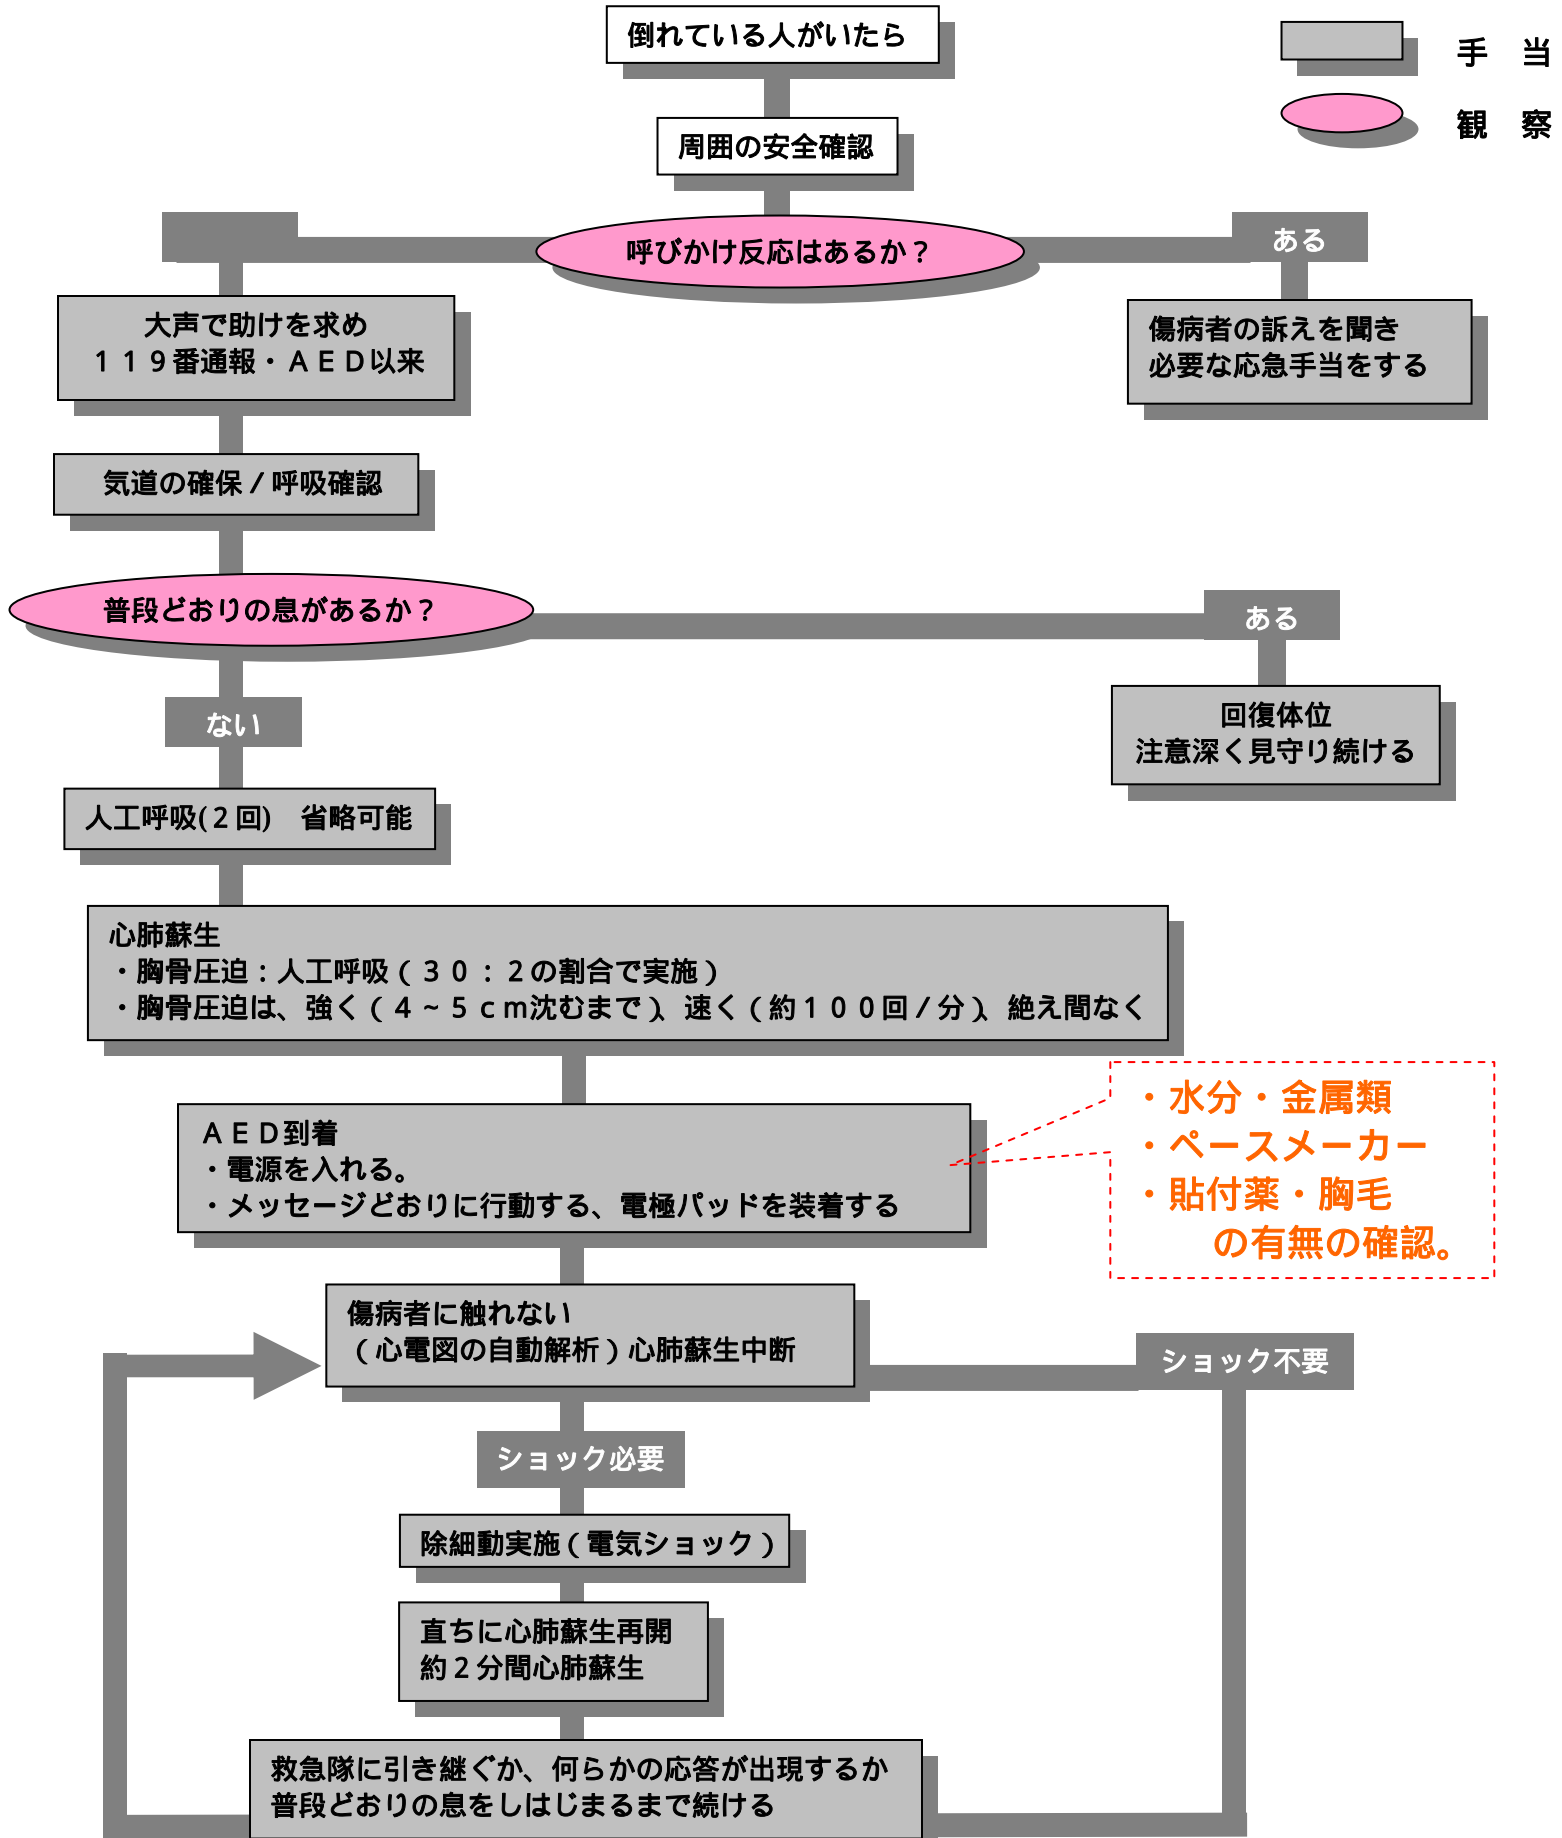 倒れている人がいたら
手　当
観　察
周囲の安全確認
呼びかけ反応はあるか？
ある
大声で助けを求め
１１９番通報・ＡＥＤ以来
傷病者の訴えを聞き
必要な応急手当をする
気道の確保／呼吸確認
普段どおりの息があるか？
ある
ない
回復体位
注意深く見守り続ける
人工呼吸(２回)　省略可能
心肺蘇生
・胸骨圧迫：人工呼吸（３０：２の割合で実施）
・胸骨圧迫は、強く（４～５ｃｍ沈むまで）、速く（約１００回／分）、絶え間なく
ＡＥＤ到着
・電源を入れる。
・メッセージどおりに行動する、電極パッドを装着する
・水分・金属類
・ペースメーカー
・貼付薬・胸毛
の有無の確認。
傷病者に触れない
（心電図の自動解析）心肺蘇生中断
ショック不要
ショック必要
除細動実施（電気ショック）
直ちに心肺蘇生再開
約２分間心肺蘇生
救急隊に引き継ぐか、何らかの応答が出現するか
普段どおりの息をしはじまるまで続ける